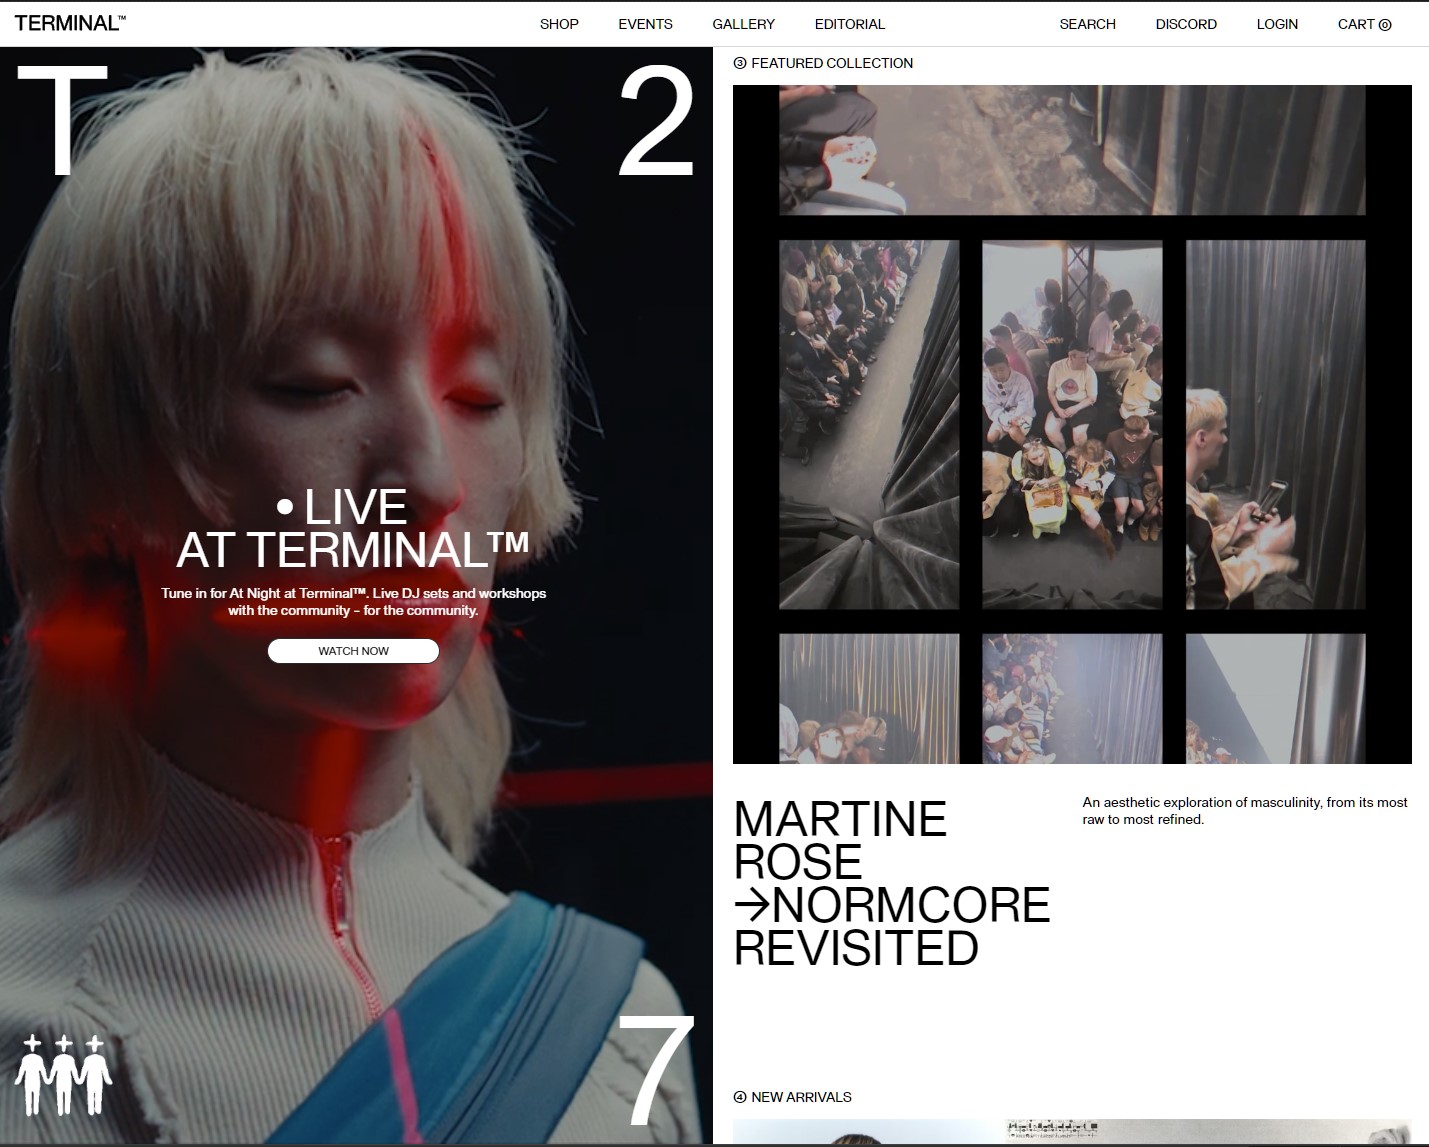 TERMINAL™
SHOP
EVENTS
GALLERY
EDITORIAL
SEARCH
DISCORD
LOGIN
CART ⓪
T
2
• LIVE
AT TERMINAL™
Tune in for At Night at Terminal™. Live DJ sets and workshops
with the community – for the community.
WATCH NOW
7
③ FEATURED COLLECTION
MARTINE
ROSE
→NORMCORE
REVISITED
An aesthetic exploration of masculinity, from its most
raw to most refined.
④ NEW ARRIVALS